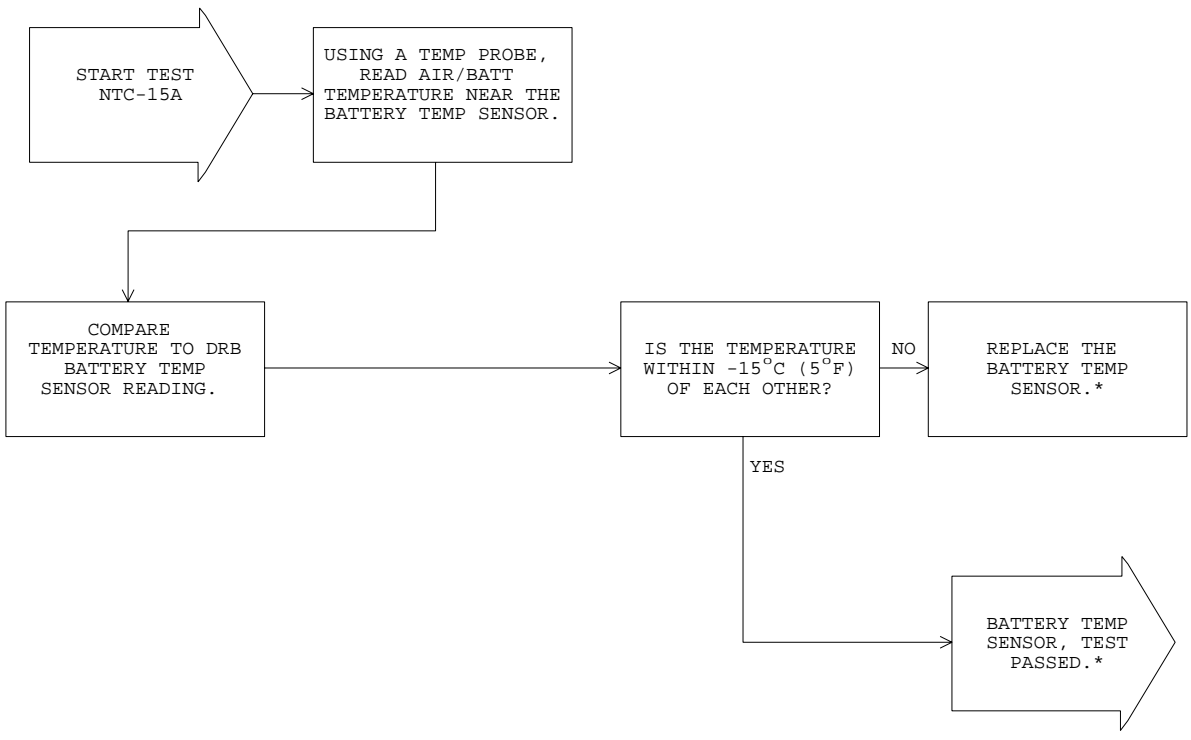 START TEST
NTC-15A
USING A TEMP PROBE,
READ AIR/BATT
TEMPERATURE NEAR THE
BATTERY TEMP SENSOR.
COMPARE
TEMPERATURE TO DRB
BATTERY TEMP
SENSOR READING.
IS THE TEMPERATURE
WITHIN -15°C (5°F)
OF EACH OTHER?
NO
REPLACE THE
BATTERY TEMP
SENSOR.*
YES
BATTERY TEMP
SENSOR, TEST
PASSED.*